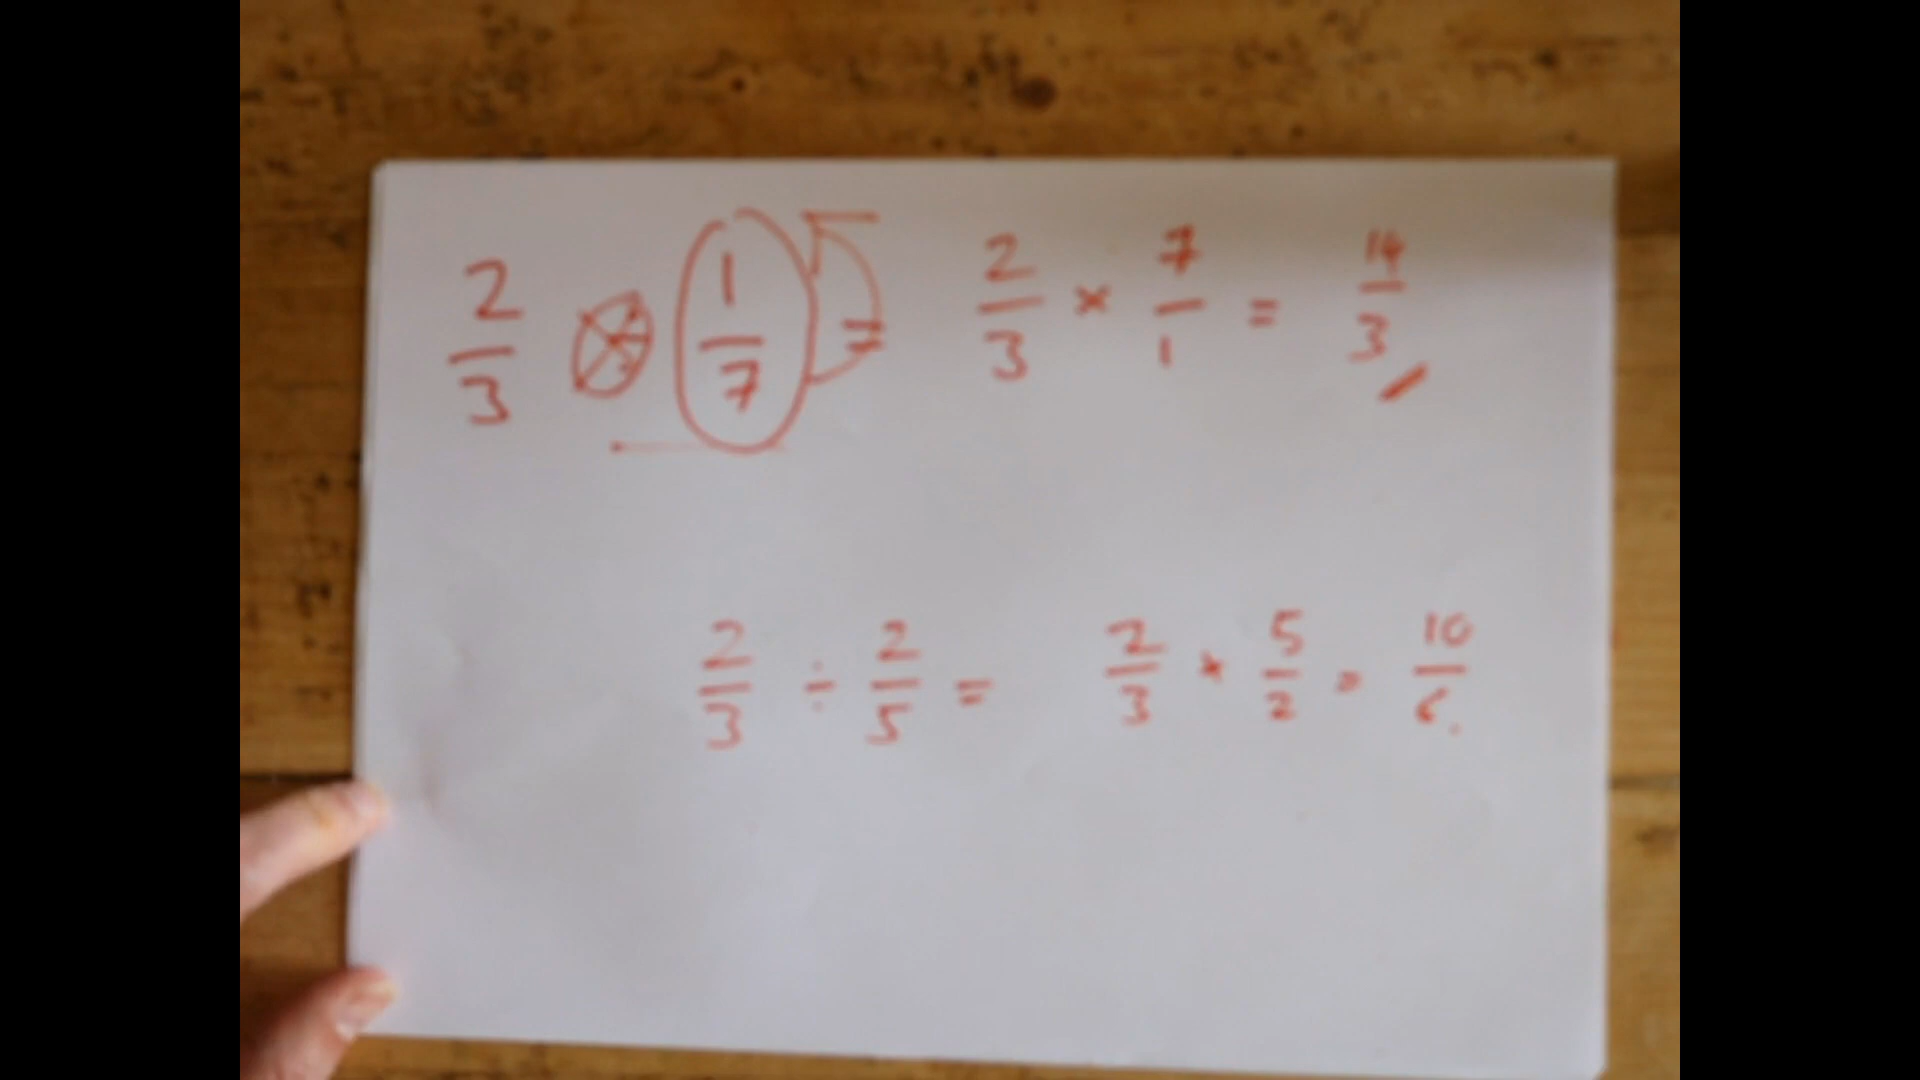 2/3 ÷ 1/7 = 2/3 × 7/1 = 14/3
2/3 ÷ 2/5 = 2/3 × 5/2 = 10/6